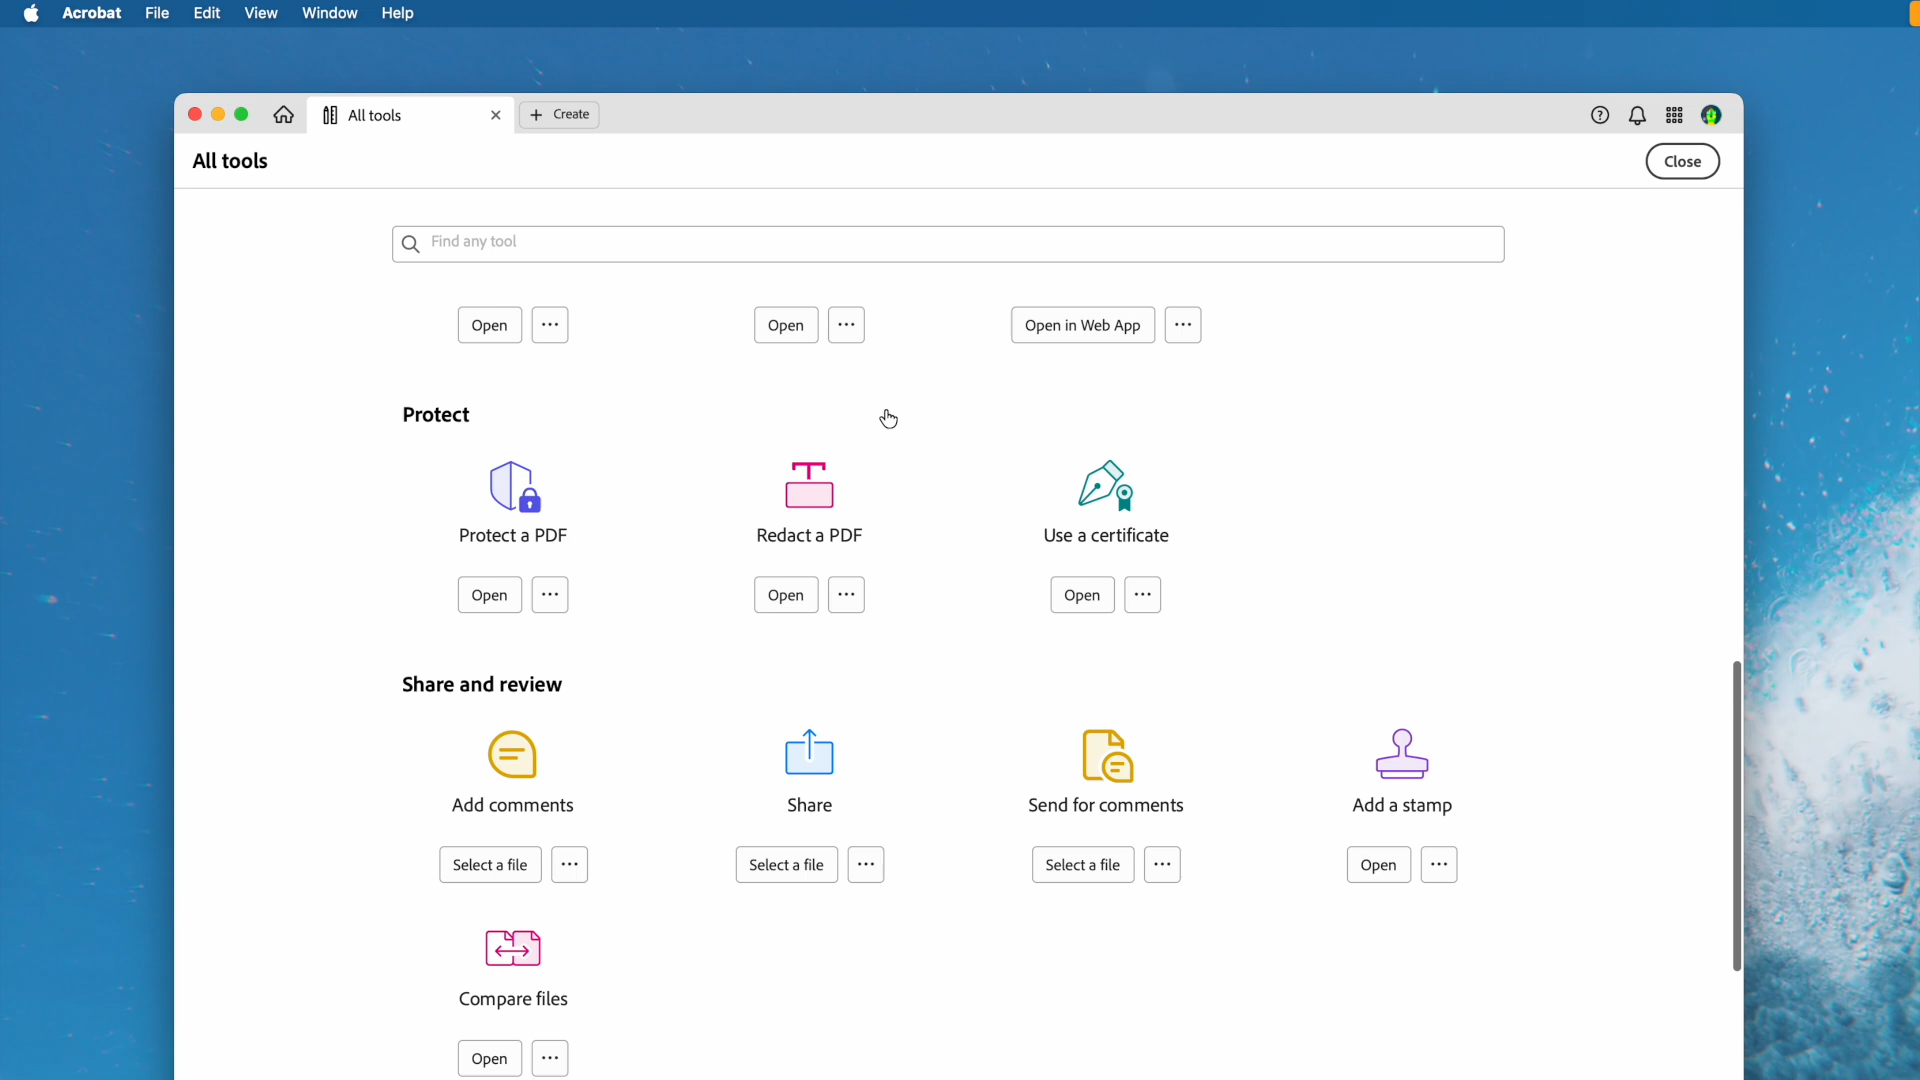 Acrobat File Edit View Window Help
All tools Create
All tools Close
Find any tool
Open Open Open in Web App
Protect
Protect a PDF Redact a PDF Use a certificate
Open Open Open
Share and review
Add comments Share Send for comments Add a stamp
Select a file Select a file Select a file Open
Compare files
Open